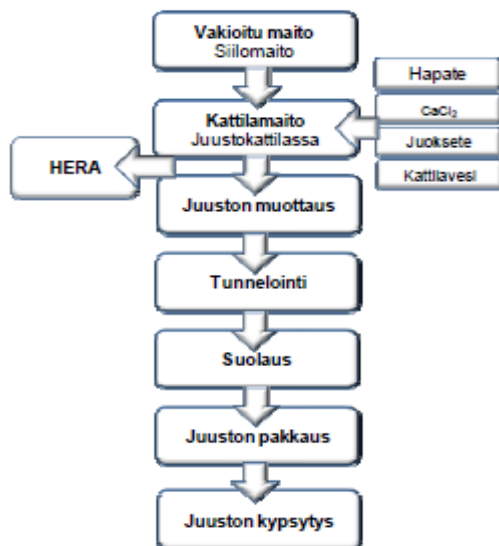 Vakioitu maito
Siilomaito
Hapate
CaCl₂
Juoksete
Kattilavesi
Kattilamaito
Juustokattilassa
HERA
Juuston muottaus
Tunnelointi
Suolaus
Juuston pakkaus
Juuston kypsytys